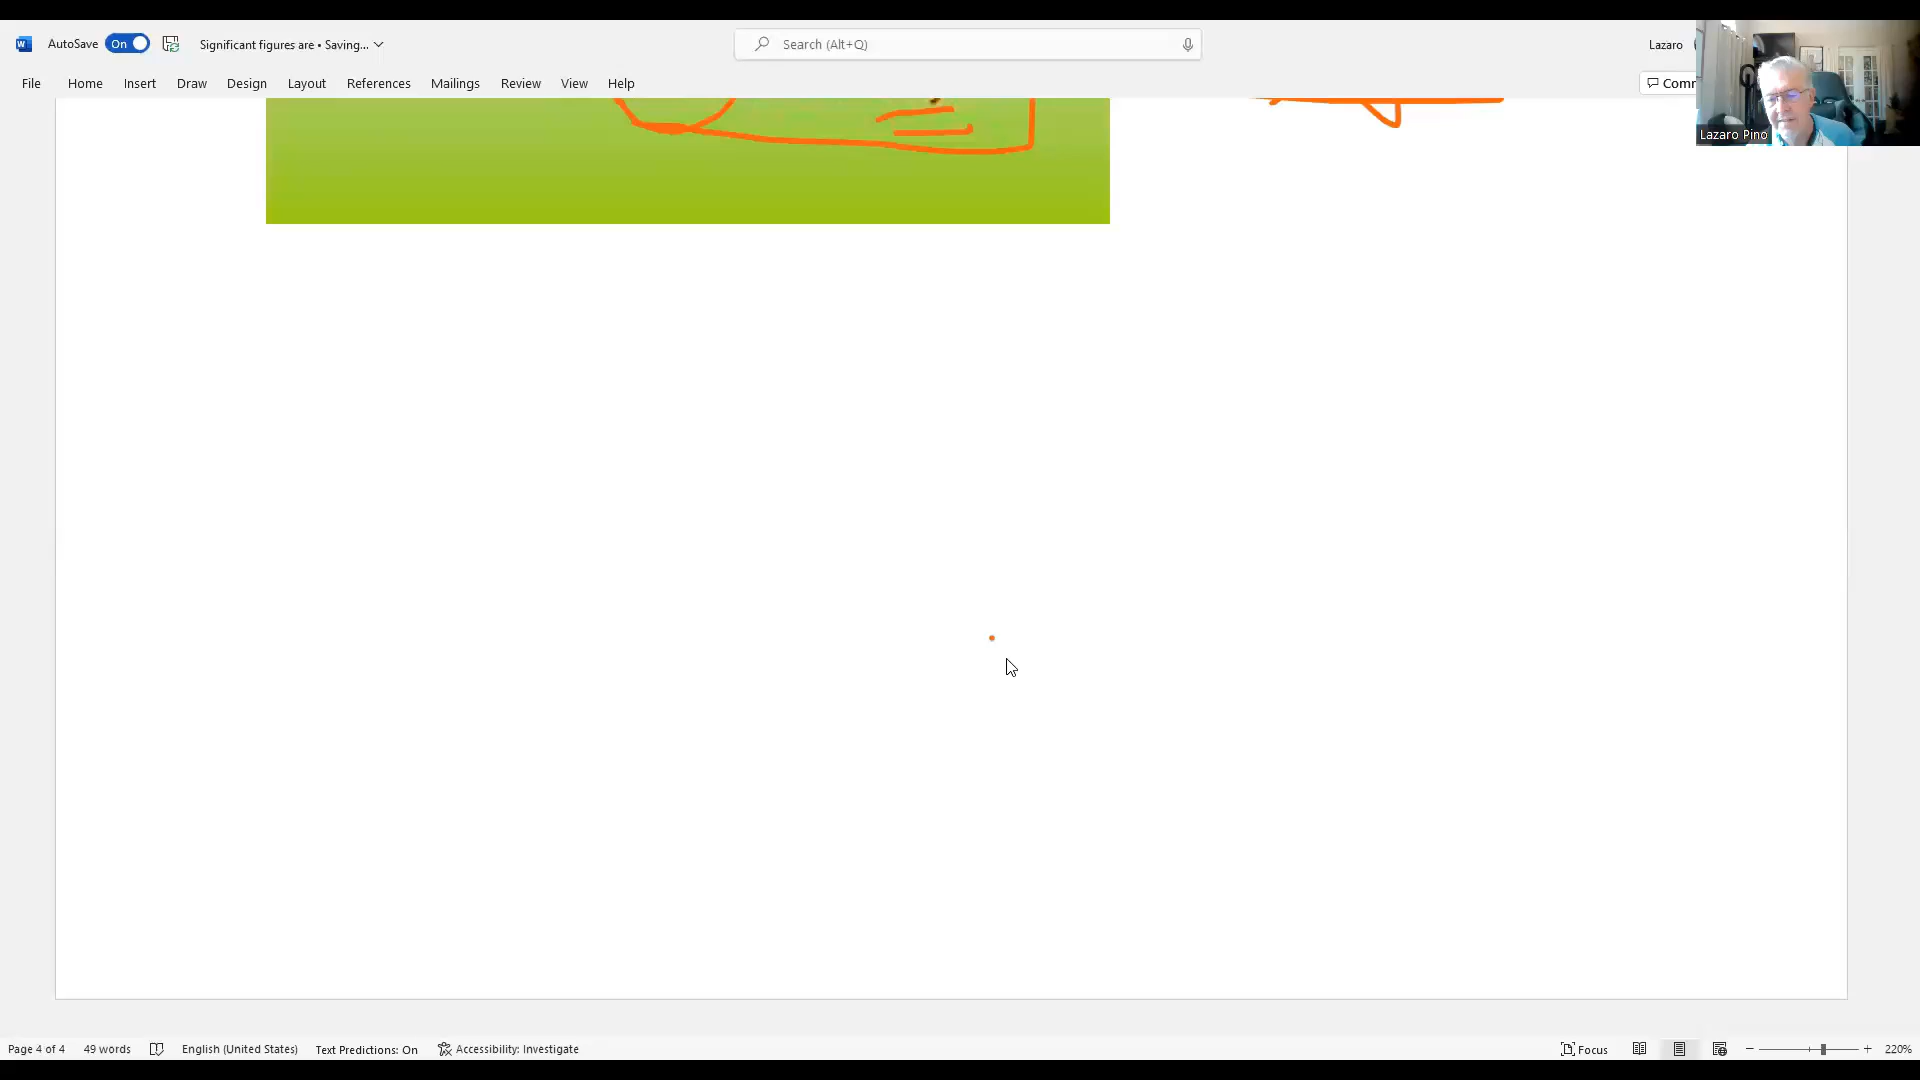 AutoSave On Significant figures are • Saving... Search (Alt+Q) Lazaro
File Home Insert Draw Design Layout References Mailings Review View Help Comm
Lazaro Pino
Page 4 of 4 49 words English (United States) Text Predictions: On Accessibility: Investigate Focus 220%